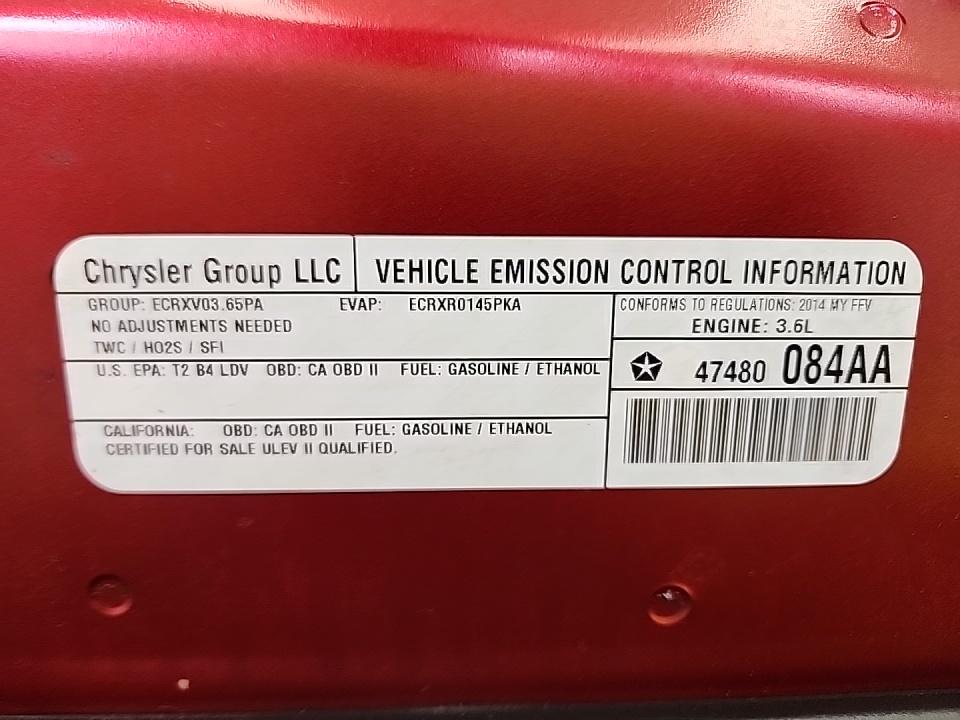 Chrysler Group LLC
VEHICLE EMISSION CONTROL INFORMATION
GROUP: ECRXV03.65PA EVAP: ECRXR0145PKA
NO ADJUSTMENTS NEEDED
TWC / HO2S / SFI
CONFORMS TO REGULATIONS: 2014 MY FFV
ENGINE: 3.6L
U.S. EPA: T2 B4 LDV OBD: CA OBD II FUEL: GASOLINE / ETHANOL
47480 084AA
CALIFORNIA: OBD: CA OBD II FUEL: GASOLINE / ETHANOL
CERTIFIED FOR SALE ULEV II QUALIFIED.